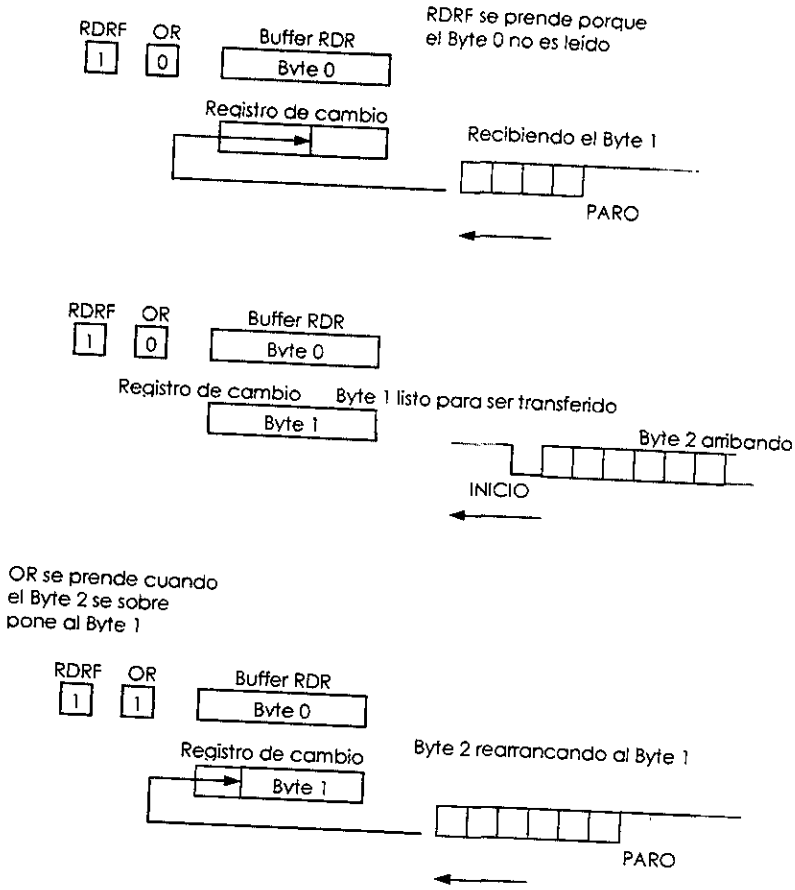 RDRF se prende porque
el Byte 0 no es leído
RDRF OR Buffer RDR
1 0 Byte 0
Registro de cambio
Recibiendo el Byte 1
PARO
RDRF OR Buffer RDR
1 0 Byte 0
Registro de cambio Byte 1 listo para ser transferido
Byte 1
Byte 2 arribando
INICIO
OR se prende cuando
el Byte 2 se sobre
pone al Byte 1
RDRF OR Buffer RDR
1 1 Byte 0
Registro de cambio Byte 2 rearrancando al Byte 1
Byte 1
PARO